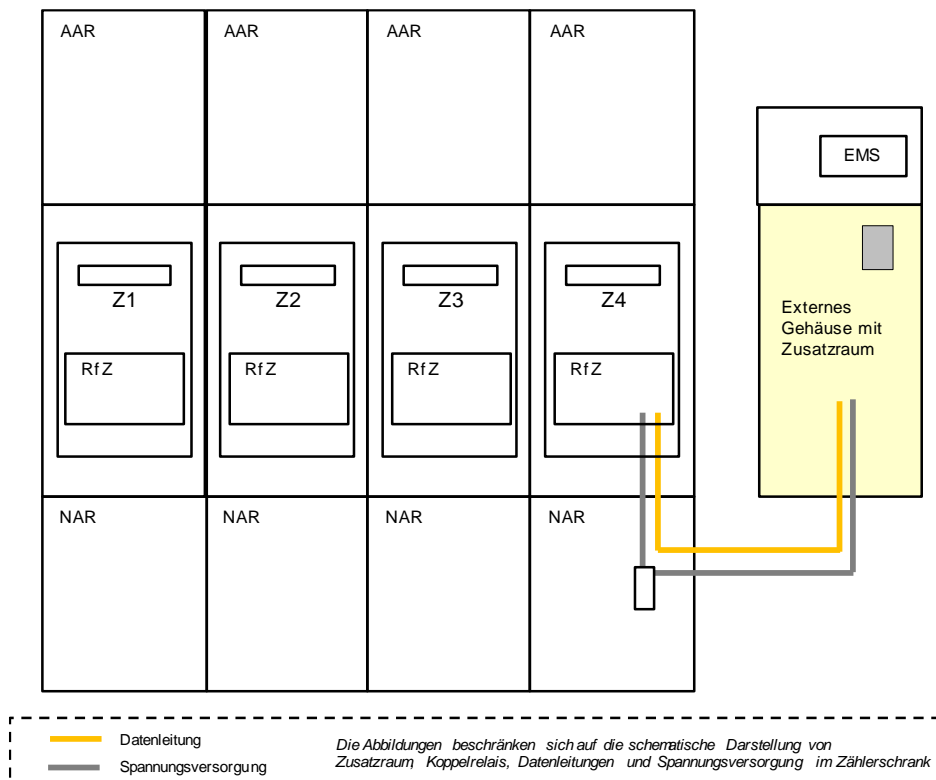 AAR AAR AAR AAR
EMS
Z1 Z2 Z3 Z4
Externes
Gehäuse mit
Zusatzraum
RfZ RfZ RfZ RfZ
NAR NAR NAR NAR
Datenleitung
Spannungsversorgung
Die Abbildungen beschränken sich auf die schematische Darstellung von
Zusatzraum, Koppelrelais, Datenleitungen und Spannungsversorgung im Zählerschrank